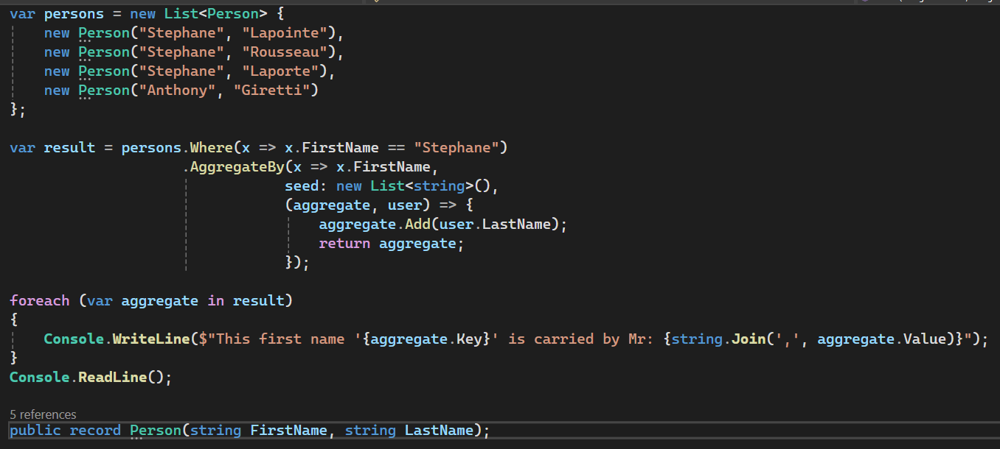 var persons = new List<Person> {
    new Person("Stephane", "Lapointe"),
    new Person("Stephane", "Rousseau"),
    new Person("Stephane", "Laporte"),
    new Person("Anthony", "Giretti")
};
var result = persons.Where(x => x.FirstName == "Stephane")
                    .AggregateBy(x => x.FirstName,
                                seed: new List<string>(),
                                (aggregate, user) => {
                                    aggregate.Add(user.LastName);
                                    return aggregate;
                                });
foreach (var aggregate in result)
{
    Console.WriteLine($"This first name '{aggregate.Key}' is carried by Mr: {string.Join(',', aggregate.Value)}");
}
Console.ReadLine();
5 references
public record Person(string FirstName, string LastName);